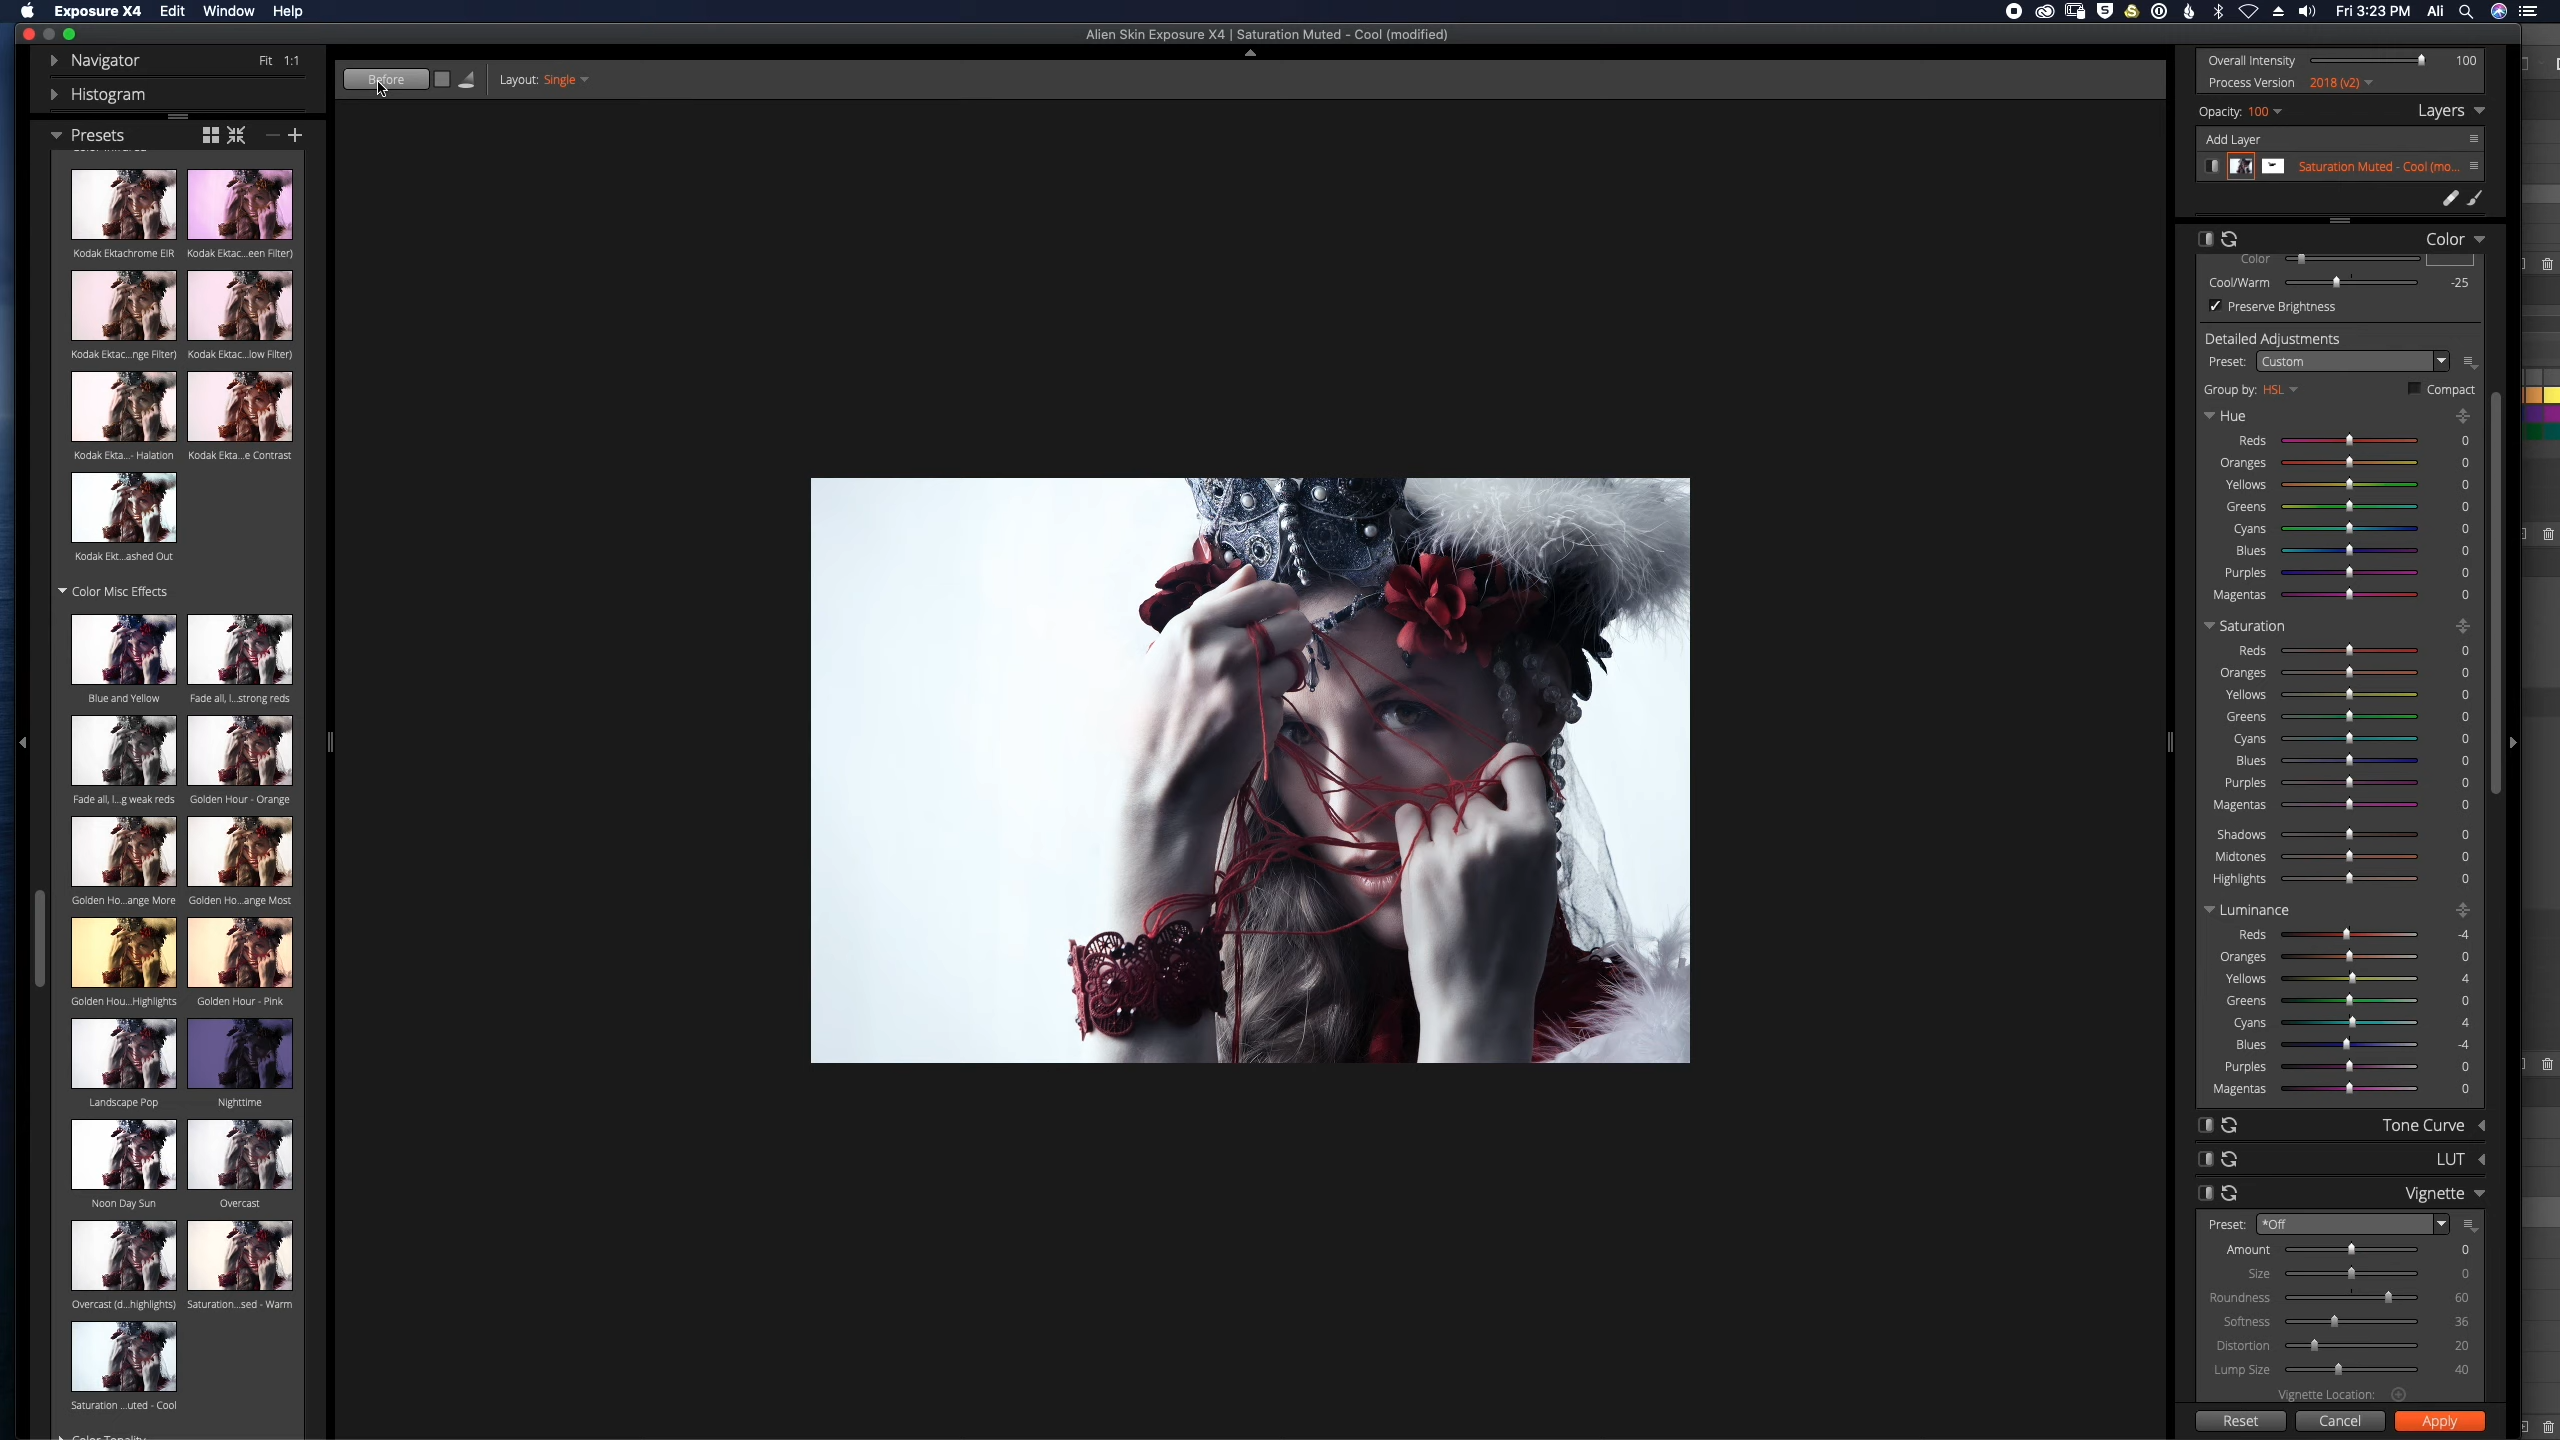 Exposure X4 Edit Window Help
Fri 3:23 PM Ali
Alien Skin Exposure X4 | Saturation Muted - Cool (modified)
Navigator Fit 1:1
Histogram
Presets
Before Layout: Single
Kodak Ektachrome EIR Kodak Ektac...een Filter)
Kodak Ektac...nge Filter) Kodak Ektac...low Filter)
Kodak Ekta...- Halation Kodak Ekta...e Contrast
Kodak Ekt...ashed Out
Color Misc Effects
Blue and Yellow Fade all, l...strong reds
Fade all, l...g weak reds Golden Hour - Orange
Golden Ho...ange More Golden Ho...ange Most
Golden Hou...Highlights Golden Hour - Pink
Landscape Pop Nighttime
Noon Day Sun Overcast
Overcast (d...highlights) Saturation...sed - Warm
Saturation ...uted - Cool
Color Tonality
Overall Intensity 100
Process Version 2018 (v2)
Opacity: 100 Layers
Add Layer
Saturation Muted - Cool (mo...
Color
Color
Cool/Warm -25
Preserve Brightness
Detailed Adjustments
Preset: Custom
Group by: HSL Compact
Hue
Reds 0
Oranges 0
Yellows 0
Greens 0
Cyans 0
Blues 0
Purples 0
Magentas 0
Saturation
Reds 0
Oranges 0
Yellows 0
Greens 0
Cyans 0
Blues 0
Purples 0
Magentas 0
Shadows 0
Midtones 0
Highlights 0
Luminance
Reds -4
Oranges 0
Yellows 4
Greens 0
Cyans 4
Blues -4
Purples 0
Magentas 0
Tone Curve
LUT
Vignette
Preset: *Off
Amount 0
Size 0
Roundness 60
Softness 36
Distortion 20
Lump Size 40
Vignette Location:
Reset Cancel Apply